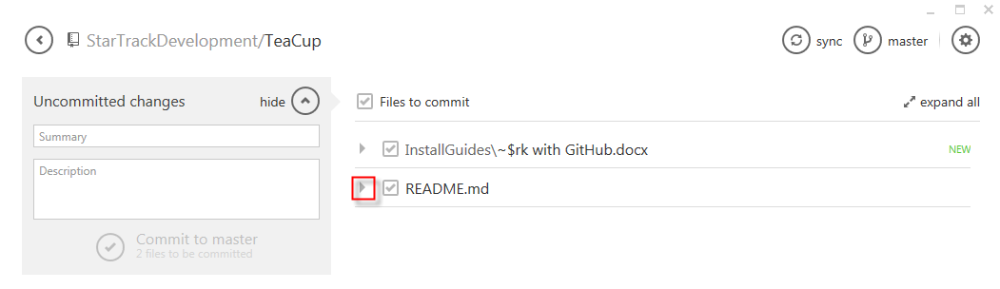 StarTrackDevelopment/TeaCup
sync
master
Uncommitted changes
hide
Summary
Description
Commit to master
2 files to be committed
Files to commit
expand all
InstallGuides\~$rk with GitHub.docx
NEW
README.md